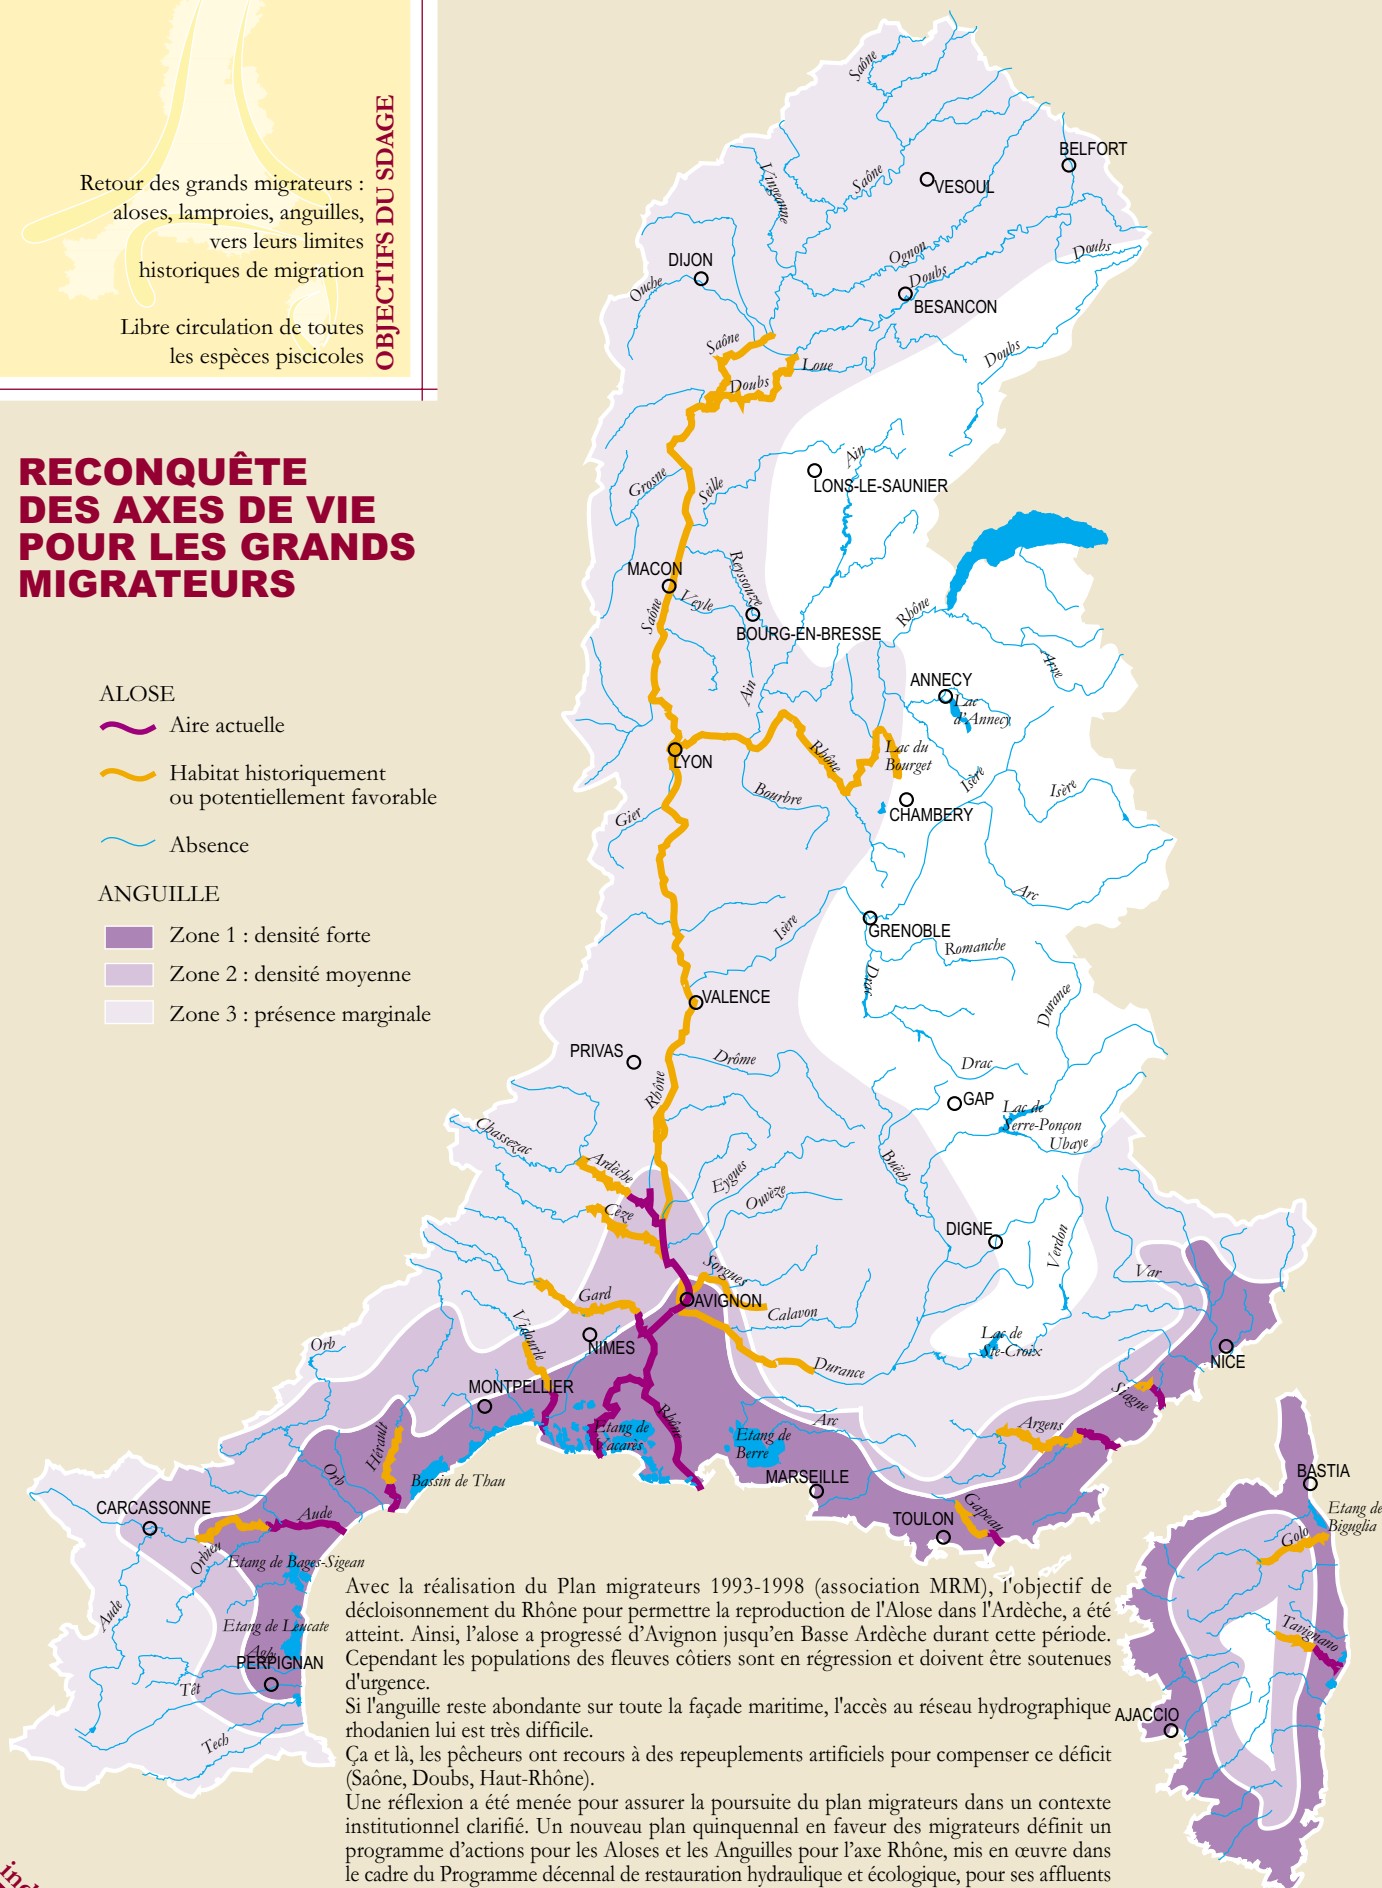 Retour des grands migrateurs :
aloses, lamproies, anguilles,
vers leurs limites
historiques de migration
Libre circulation de toutes
les espèces piscicoles
OBJECTIFS DU SDAGE
RECONQUÊTE
DES AXES DE VIE
POUR LES GRANDS
MIGRATEURS
ALOSE
Aire actuelle
Habitat historiquement
ou potentiellement favorable
Absence
ANGUILLE
Zone 1 : densité forte
Zone 2 : densité moyenne
Zone 3 : présence marginale
Saône
BELFORT
Vingeanne
Saône
VESOUL
Ognon
Doubs
DIJON
Ouche
Doubs
BESANCON
Saône
Loue
Doubs
Doubs
Ain
LONS-LE-SAUNIER
Grosne
Seille
MACON
Reyssouze
Veyle
Saône
BOURG-EN-BRESSE
Rhône
Arve
ANNECY
Lac
d'Annecy
Ain
LYON
Rhône
Lac du
Bourget
Isère
Isère
Bourbre
CHAMBERY
Gier
Arc
Isère
GRENOBLE
Romanche
Drac
VALENCE
Durance
PRIVAS
Drôme
Drac
Rhône
GAP
Lac de
Serre-Ponçon
Ubaye
Chassezac
Ardèche
Eygues
Buëch
Ouvèze
Cèze
DIGNE
Verdon
Sorgues
Var
Gard
AVIGNON
Calavon
Orb
Vidourle
NIMES
Lac de
Ste-Croix
NICE
Durance
MONTPELLIER
Siagne
Rhône
Arc
Argens
Etang de
Vacarès
Etang de
Berre
Hérault
Orb
Bassin de Thau
MARSEILLE
BASTIA
CARCASSONNE
Aude
Gapeau
TOULON
Etang de
Biguglia
Golo
Orbieu
Etang de Bages-Sigean
Aude
Etang de Leucate
Agly
PERPIGNAN
Têt
Tech
Tavignano
AJACCIO
Avec la réalisation du Plan migrateurs 1993-1998 (association MRM), l'objectif de
décloisonnement du Rhône pour permettre la reproduction de l'Alose dans l'Ardèche, a été
atteint. Ainsi, l'alose a progressé d'Avignon jusqu'en Basse Ardèche durant cette période.
Cependant les populations des fleuves côtiers sont en régression et doivent être soutenues
d'urgence.
Si l'anguille reste abondante sur toute la façade maritime, l'accès au réseau hydrographique
rhodanien lui est très difficile.
Ça et là, les pêcheurs ont recours à des repeuplements artificiels pour compenser ce déficit
(Saône, Doubs, Haut-Rhône).
Une réflexion a été menée pour assurer la poursuite du plan migrateurs dans un contexte
institutionnel clarifié. Un nouveau plan quinquennal en faveur des migrateurs définit un
programme d'actions pour les Aloses et les Anguilles pour l'axe Rhône, mis en œuvre dans
le cadre du Programme décennal de restauration hydraulique et écologique, pour ses affluents